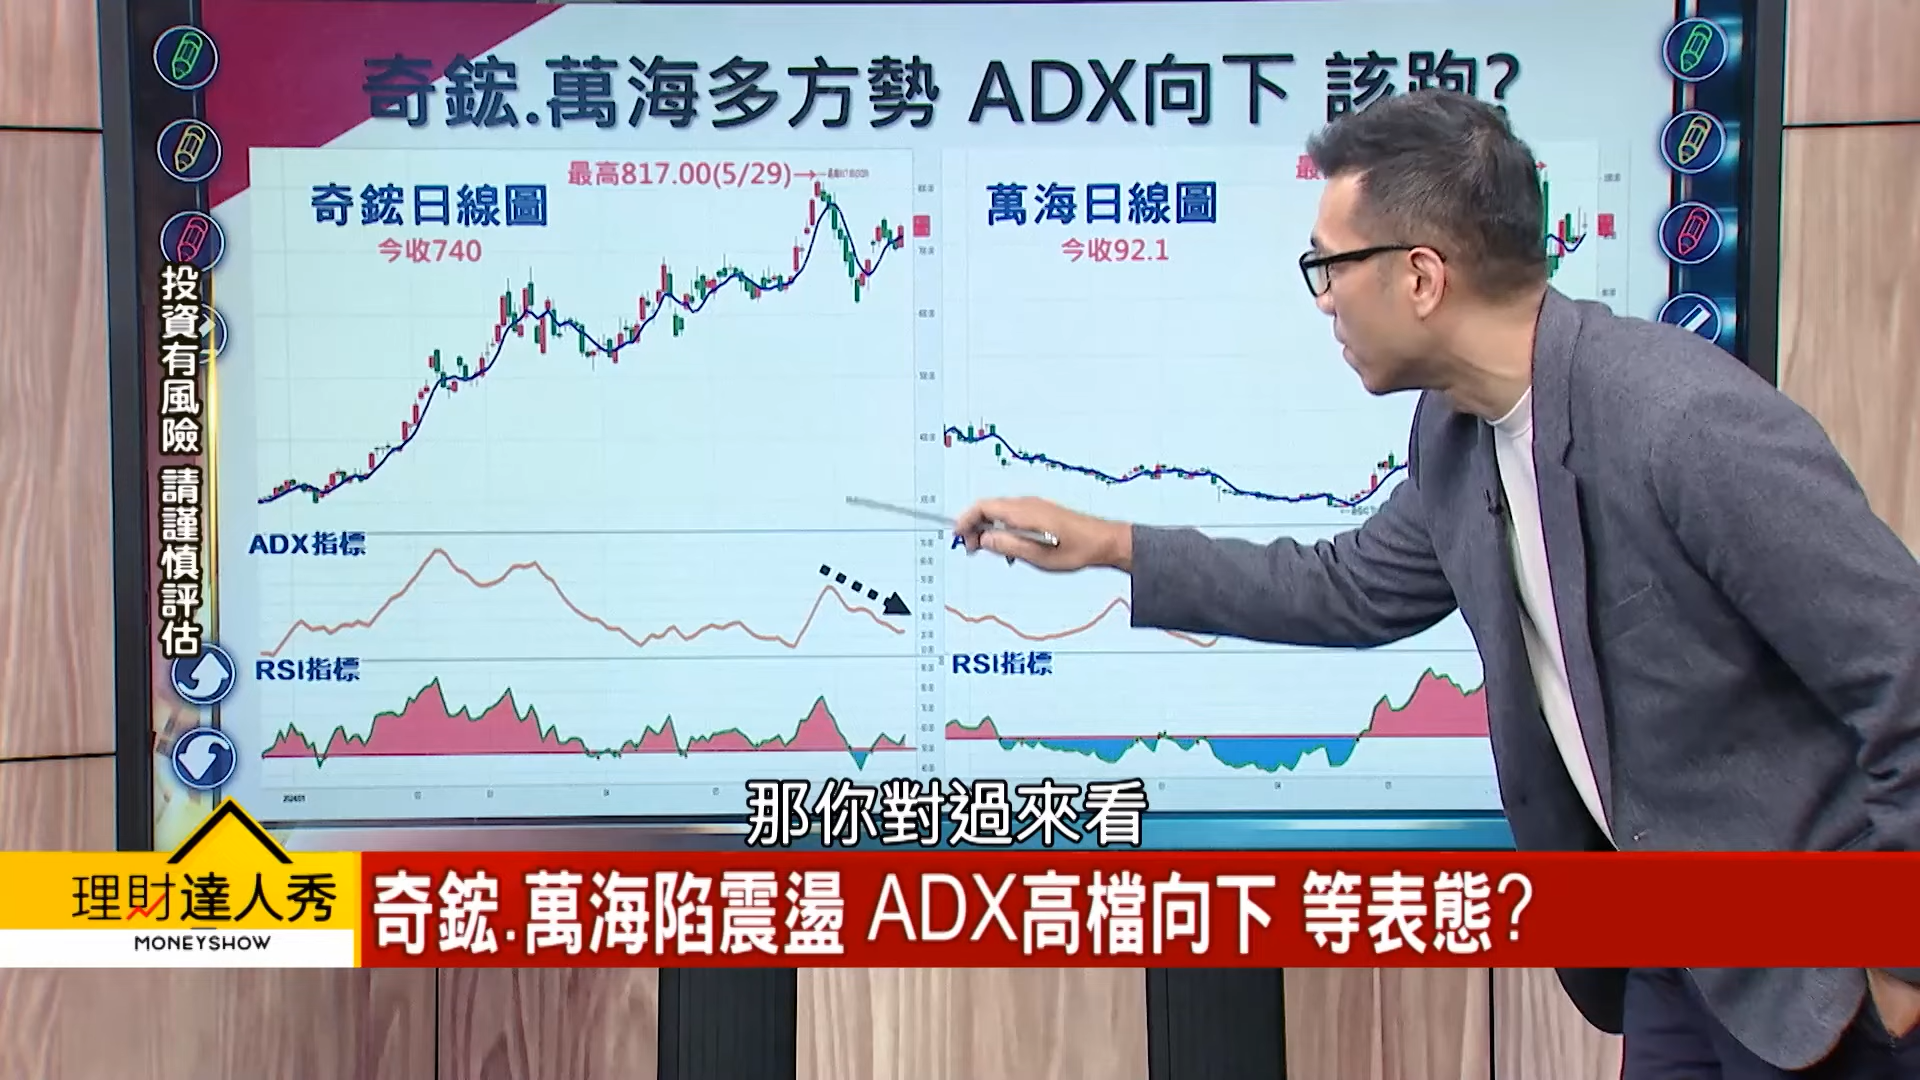 奇鋐.萬海多方勢 ADX向下 該跑?
最高817.00(5/29)
奇鋐日線圖
今收740
萬海日線圖
今收92.1
最
ADX指標
A
RSI指標
RSI指標
投資有風險 請謹慎評估
那你對過來看
理財達人秀
MONEYSHOW
奇鋐.萬海陷震盪 ADX高檔向下 等表態?